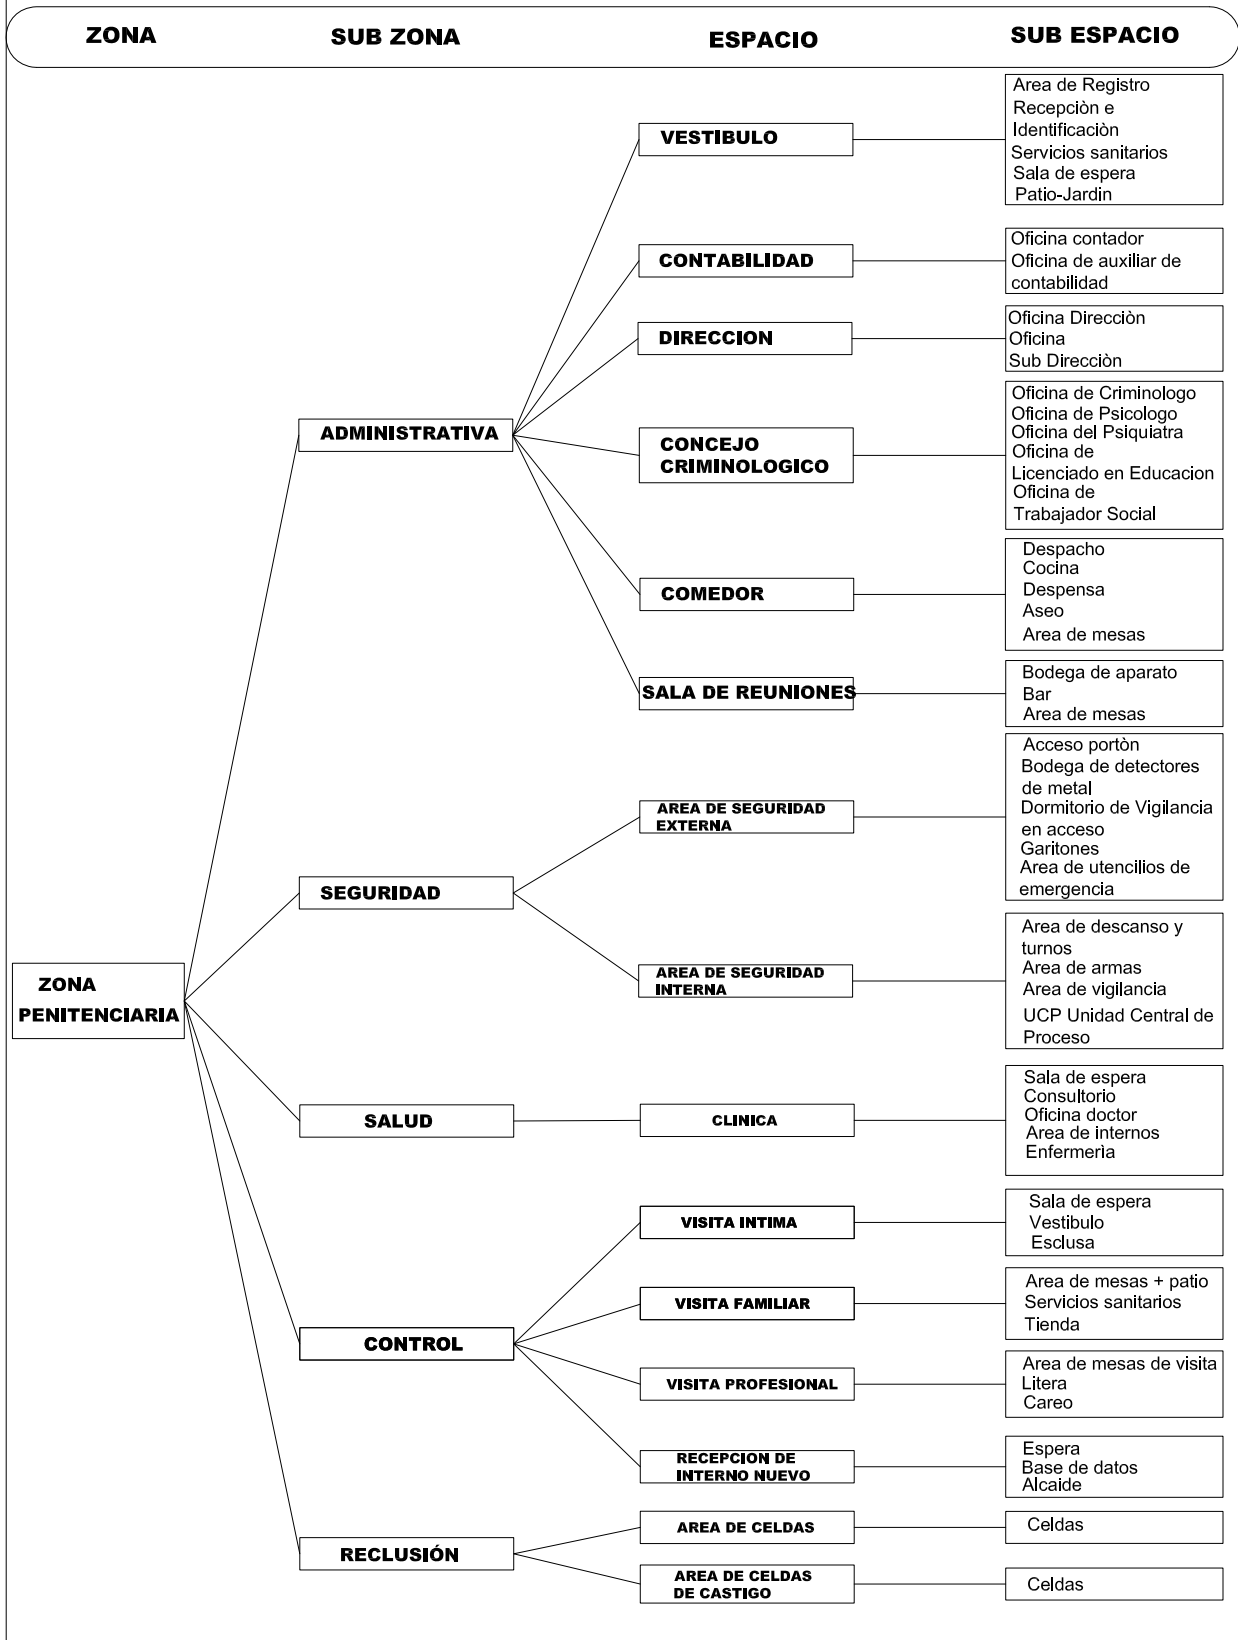 ZONA
SUB ZONA
ESPACIO
SUB ESPACIO
ZONA
PENITENCIARIA
ADMINISTRATIVA
VESTIBULO
Area de Registro
Recepciòn e
Identificaciòn
Servicios sanitarios
Sala de espera
Patio-Jardin
CONTABILIDAD
Oficina contador
Oficina de auxiliar de
contabilidad
DIRECCION
Oficina Direcciòn
Oficina
Sub Direcciòn
CONCEJO
CRIMINOLOGICO
Oficina de Criminologo
Oficina de Psicologo
Oficina del Psiquiatra
Oficina de
Licenciado en Educacion
Oficina de
Trabajador Social
COMEDOR
Despacho
Cocina
Despensa
Aseo
Area de mesas
SALA DE REUNIONES
Bodega de aparato
Bar
Area de mesas
SEGURIDAD
AREA DE SEGURIDAD
EXTERNA
Acceso portòn
Bodega de detectores
de metal
Dormitorio de Vigilancia
en acceso
Garitones
Area de utencilios de
emergencia
AREA DE SEGURIDAD
INTERNA
Area de descanso y
turnos
Area de armas
Area de vigilancia
UCP Unidad Central de
Proceso
SALUD
CLINICA
Sala de espera
Consultorio
Oficina doctor
Area de internos
Enfermerìa
CONTROL
VISITA INTIMA
Sala de espera
Vestibulo
Esclusa
VISITA FAMILIAR
Area de mesas + patio
Servicios sanitarios
Tienda
VISITA PROFESIONAL
Area de mesas de visita
Litera
Careo
RECEPCION DE
INTERNO NUEVO
Espera
Base de datos
Alcaide
RECLUSIÓN
AREA DE CELDAS
Celdas
AREA DE CELDAS
DE CASTIGO
Celdas